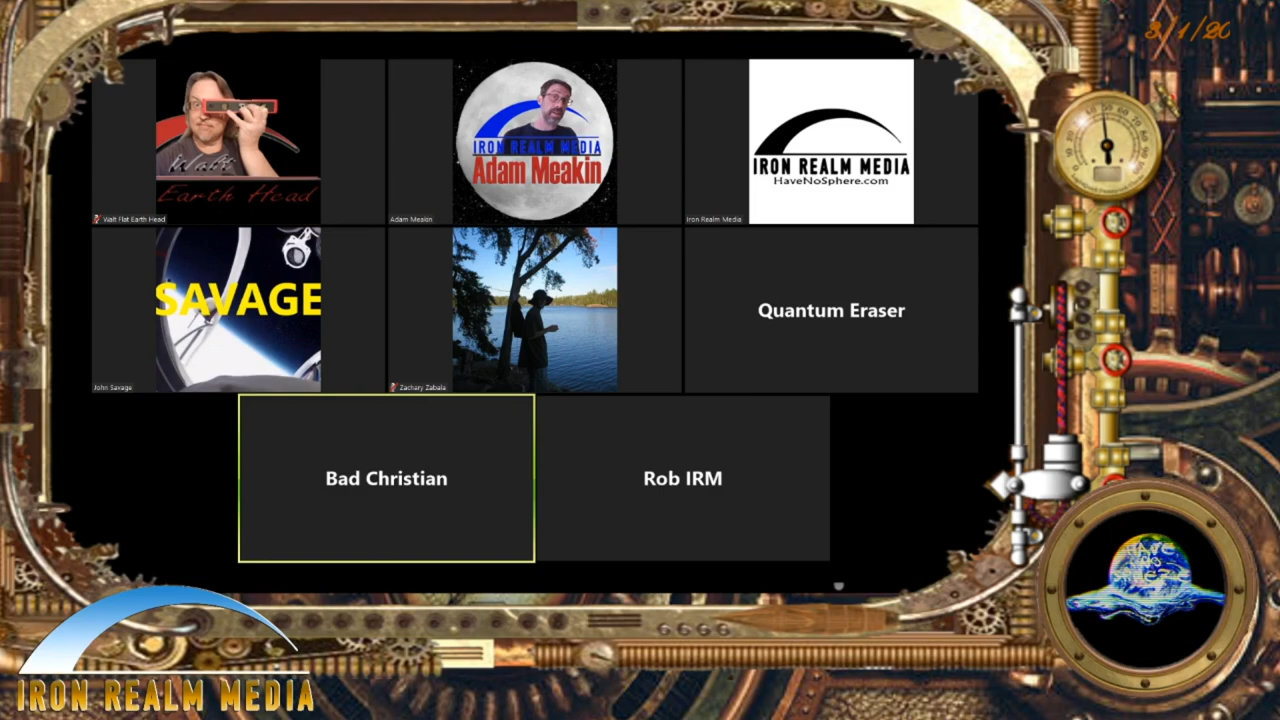 3/1/20
Walt
Earth Head
Walt Flat Earth Head
IRON REALM MEDIA
Adam Meakin
Adam Meakin
IRON REALM MEDIA
HaveNoSphere.com
Iron Realm Media
SAVAGE
John Savage
Zachary Zabala
Quantum Eraser
Bad Christian
Rob IRM
IRON REALM MEDIA